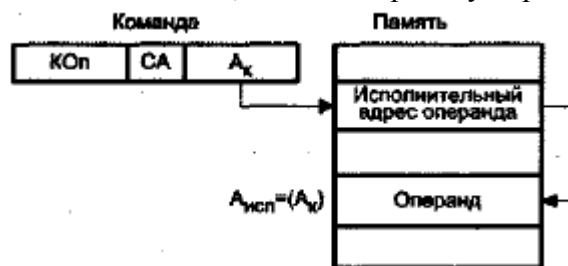 Команда Память
КОп СА Aк
Исполнительный
адрес операнда
Aисп=(Aк) Операнд